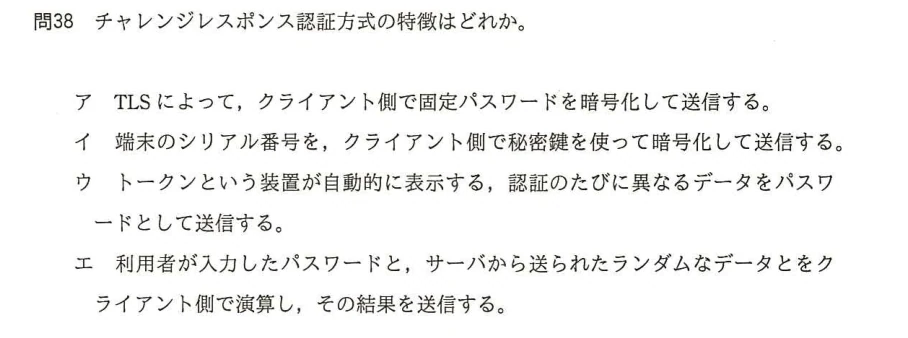 問38 チャレンジレスポンス認証方式の特徴はどれか。
ア TLS によって，クライアント側で固定パスワードを暗号化して送信する。
イ 端末のシリアル番号を，クライアント側で秘密鍵を使って暗号化して送信する。
ウ トークンという装置が自動的に表示する，認証のたびに異なるデータをパスワ
ードとして送信する。
エ 利用者が入力したパスワードと，サーバから送られたランダムなデータとをク
ライアント側で演算し，その結果を送信する。